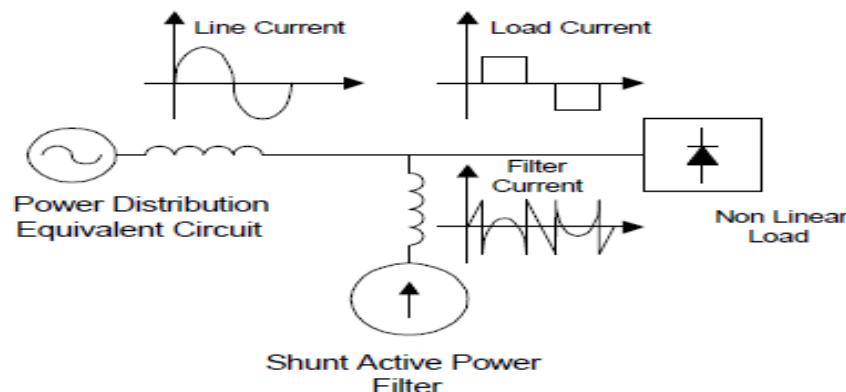 Line Current
Load Current
Filter
Current
Power Distribution
Equivalent Circuit
Non Linear
Load
Shunt Active Power
Filter